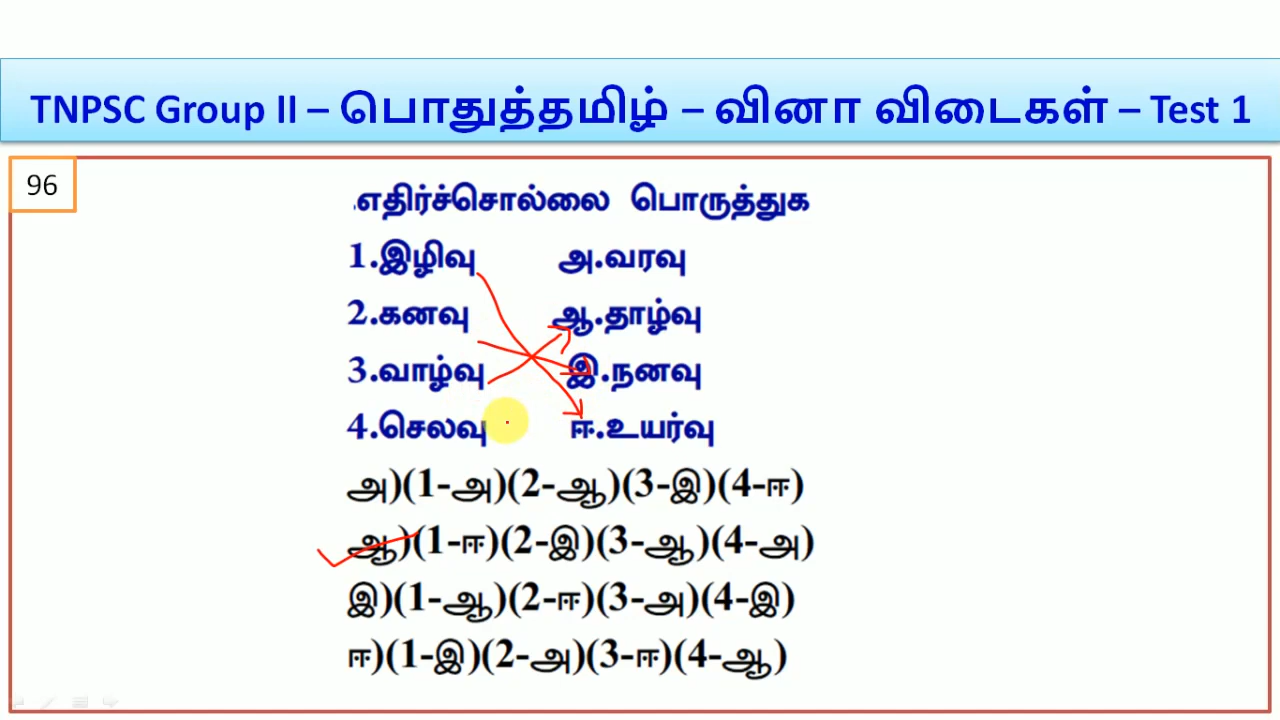 TNPSC Group II – பொதுத்தமிழ் – வினா விடைகள் – Test 1
96
.எதிர்ச்சொல்லை பொருத்துக
1.இழிவு அ.வரவு
2.கனவு ஆ.தாழ்வு
3.வாழ்வு இ.நனவு
4.செலவு ஈ.உயர்வு
அ)(1-அ)(2-ஆ)(3-இ)(4-ஈ)
ஆ)(1-ஈ)(2-இ)(3-ஆ)(4-அ)
இ)(1-ஆ)(2-ஈ)(3-அ)(4-இ)
ஈ)(1-இ)(2-அ)(3-ஈ)(4-ஆ)